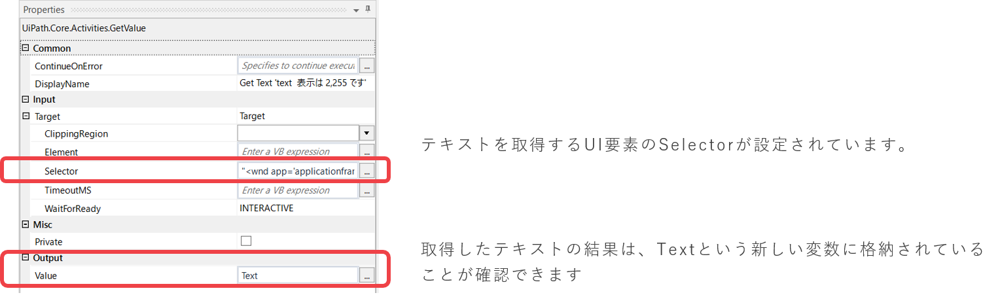 Properties
UiPath.Core.Activities.GetValue
Common
ContinueOnError Specifies to continue execu ...
DisplayName Get Text 'text 表示は 2,255 です'
Input
Target Target
ClippingRegion
Element Enter a VB expression ...
Selector "<wnd app='applicationfrar ...
TimeoutMS Enter a VB expression ...
WaitForReady INTERACTIVE
Misc
Private
Output
Value Text ...
テキストを取得するUI要素のSelectorが設定されています。
取得したテキストの結果は、Textという新しい変数に格納されている
ことが確認できます